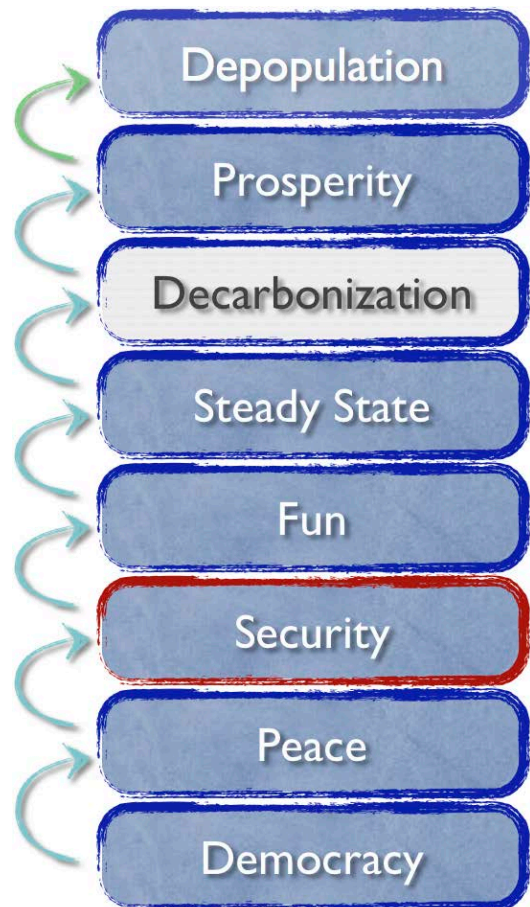 Depopulation
Prosperity
Decarbonization
Steady State
Fun
Security
Peace
Democracy